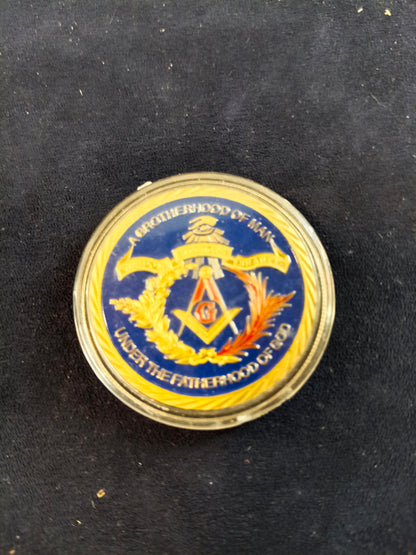 A BROTHERHOOD OF MAN
G
UNDER THE FATHERHOOD OF GOD